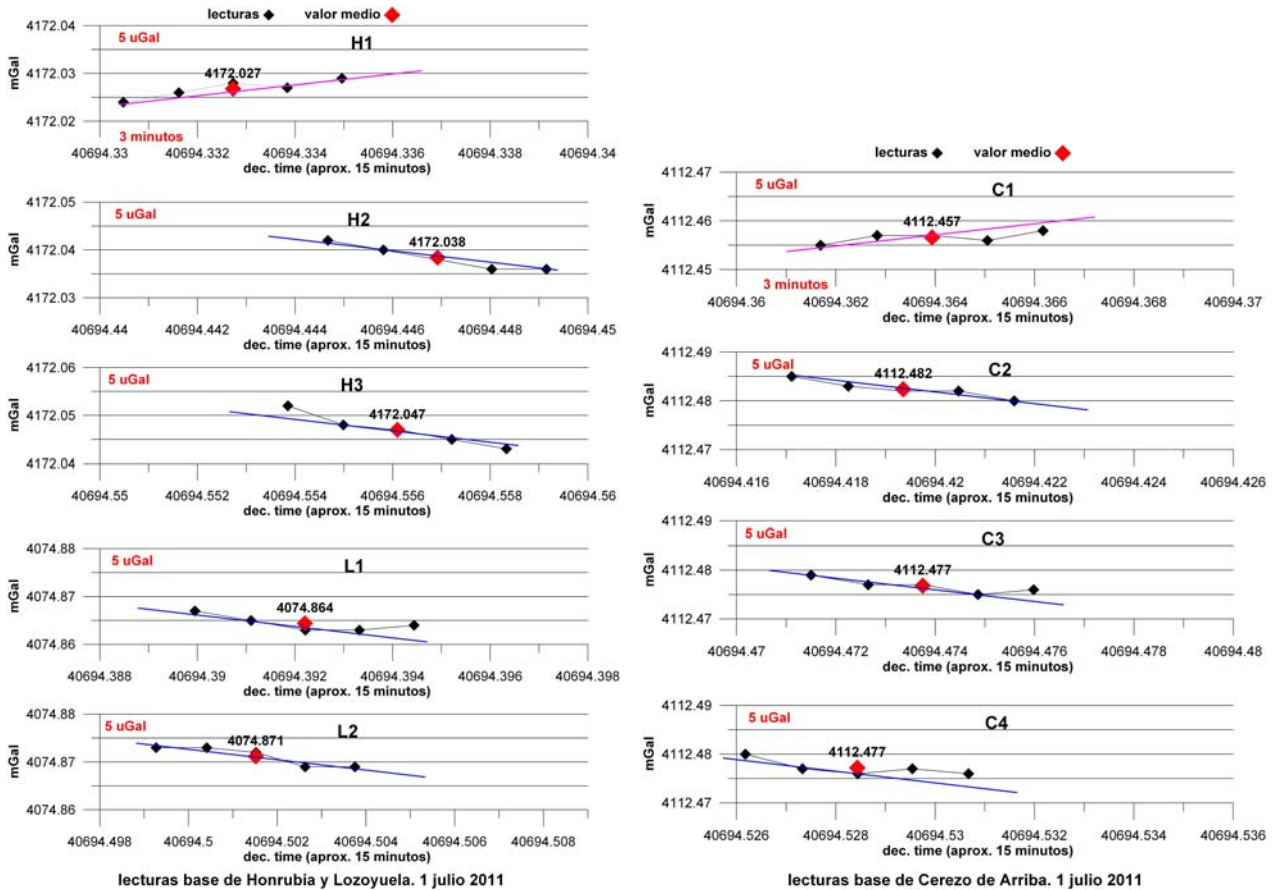 lecturas valor medio
4172.04
5 uGal
H1
4172.027
mGal
4172.03
4172.02
3 minutos
40694.33 40694.332 40694.334 40694.336 40694.338 40694.34
dec. time (aprox. 15 minutos)
4172.05
5 uGal
H2
4172.038
mGal
4172.04
4172.03
40694.44 40694.442 40694.444 40694.446 40694.448 40694.45
dec. time (aprox. 15 minutos)
4172.06
5 uGal
H3
4172.047
mGal
4172.05
4172.04
40694.55 40694.552 40694.554 40694.556 40694.558 40694.56
dec. time (aprox. 15 minutos)
4074.88
5 uGal
L1
4074.864
mGal
4074.87
4074.86
40694.388 40694.39 40694.392 40694.394 40694.396 40694.398
dec. time (aprox. 15 minutos)
4074.88
5 uGal
L2
4074.871
mGal
4074.87
4074.86
40694.498 40694.5 40694.502 40694.504 40694.506 40694.508
dec. time (aprox. 15 minutos)
lecturas base de Honrubia y Lozoyuela. 1 julio 2011
lecturas valor medio
4112.47
5 uGal
C1
4112.457
mGal
4112.46
4112.45
3 minutos
40694.36 40694.362 40694.364 40694.366 40694.368 40694.37
dec. time (aprox. 15 minutos)
4112.49
5 uGal
C2
4112.482
mGal
4112.48
4112.47
40694.416 40694.418 40694.42 40694.422 40694.424 40694.426
dec. time (aprox. 15 minutos)
4112.49
5 uGal
C3
4112.477
mGal
4112.48
4112.47
40694.47 40694.472 40694.474 40694.476 40694.478 40694.48
dec. time (aprox. 15 minutos)
4112.49
5 uGal
C4
4112.477
mGal
4112.48
4112.47
40694.526 40694.528 40694.53 40694.532 40694.534 40694.536
dec. time (aprox. 15 minutos)
lecturas base de Cerezo de Arriba. 1 julio 2011